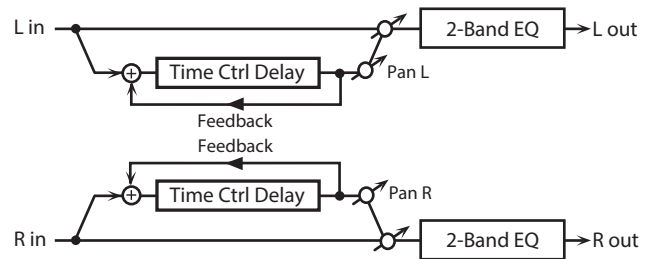 L in
2-Band EQ
L out
+
Time Ctrl Delay
Pan L
Feedback
Feedback
+
Time Ctrl Delay
Pan R
R in
2-Band EQ
R out